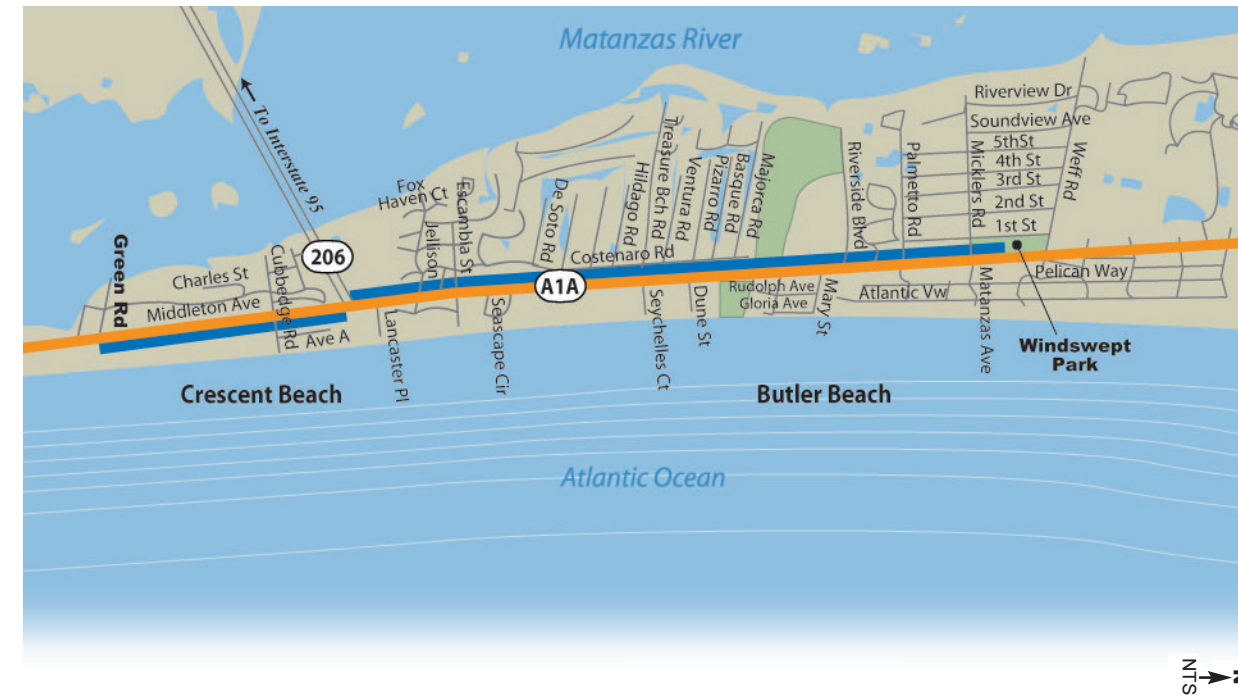 Matanzas River
To Interstate 95
Riverview Dr
Soundview Ave
5thSt
4th St
3rd St
2nd St
1st St
Weff Rd
Micklers Rd
Palmetto Rd
Riverside Blvd
Majorca Rd
Basque Rd
Pizarro Rd
Ventura Rd
Treasure Bch Rd
Hildago Rd
De Soto Rd
Costenaro Rd
Escambla St
Fox
Haven Ct
Jellison
206
Cubbedge Rd
Charles St
Middleton Ave
Green Rd
Ave A
A1A
Lancaster Pl
Seascape Cir
Seychelles Ct
Dune St
Rudolph Ave
Gloria Ave
Mary St
Atlantic Vw
Pelican Way
Matanzas Ave
Windswept
Park
Crescent Beach
Butler Beach
Atlantic Ocean
NTS